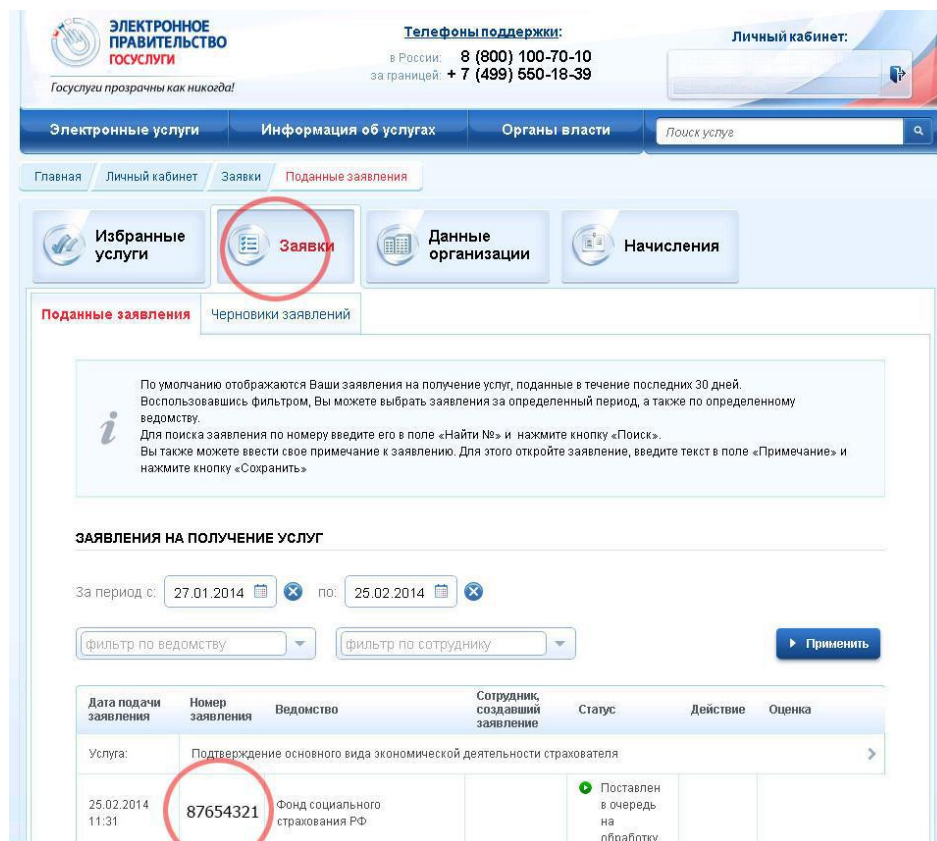 ЭЛЕКТРОННОЕ
ПРАВИТЕЛЬСТВО
ГОСУСЛУГИ
Госуслуги прозрачны как никогда!
Телефоны поддержки:
в России: 8 (800) 100-70-10
за границей: + 7 (499) 550-18-39
Личный кабинет:
Электронные услуги Информация об услугах Органы власти Поиск услуг
Главная Личный кабинет Заявки Поданные заявления
Избранные
услуги
Заявки
Данные
организации
Начисления
Поданные заявления Черновики заявлений
По умолчанию отображаются Ваши заявления на получение услуг, поданные в течение последних 30 дней.
Воспользовавшись фильтром, Вы можете выбрать заявления за определенный период, а также по определенному
ведомству.
Для поиска заявления по номеру введите его в поле «Найти №» и нажмите кнопку «Поиск».
Вы также можете ввести свое примечание к заявлению. Для этого откройте заявление, введите текст в поле «Примечание» и
нажмите кнопку «Сохранить»
ЗАЯВЛЕНИЯ НА ПОЛУЧЕНИЕ УСЛУГ
За период с: 27.01.2014 по: 25.02.2014
фильтр по ведомству фильтр по сотруднику Применить
Дата подачи
заявления
Номер
заявления
Ведомство
Сотрудник,
создавший
заявление
Статус
Действие
Оценка
Услуга: Подтверждение основного вида экономической деятельности страхователя
25.02.2014
11:31
87654321
Фонд социального
страхования РФ
Поставлен
в очередь
на
обработку